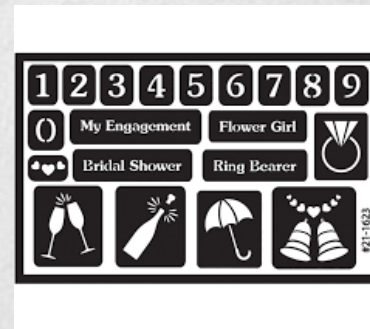 1 2 3 4 5 6 7 8 9
0 My Engagement Flower Girl
Bridal Shower Ring Bearer
#21-1623